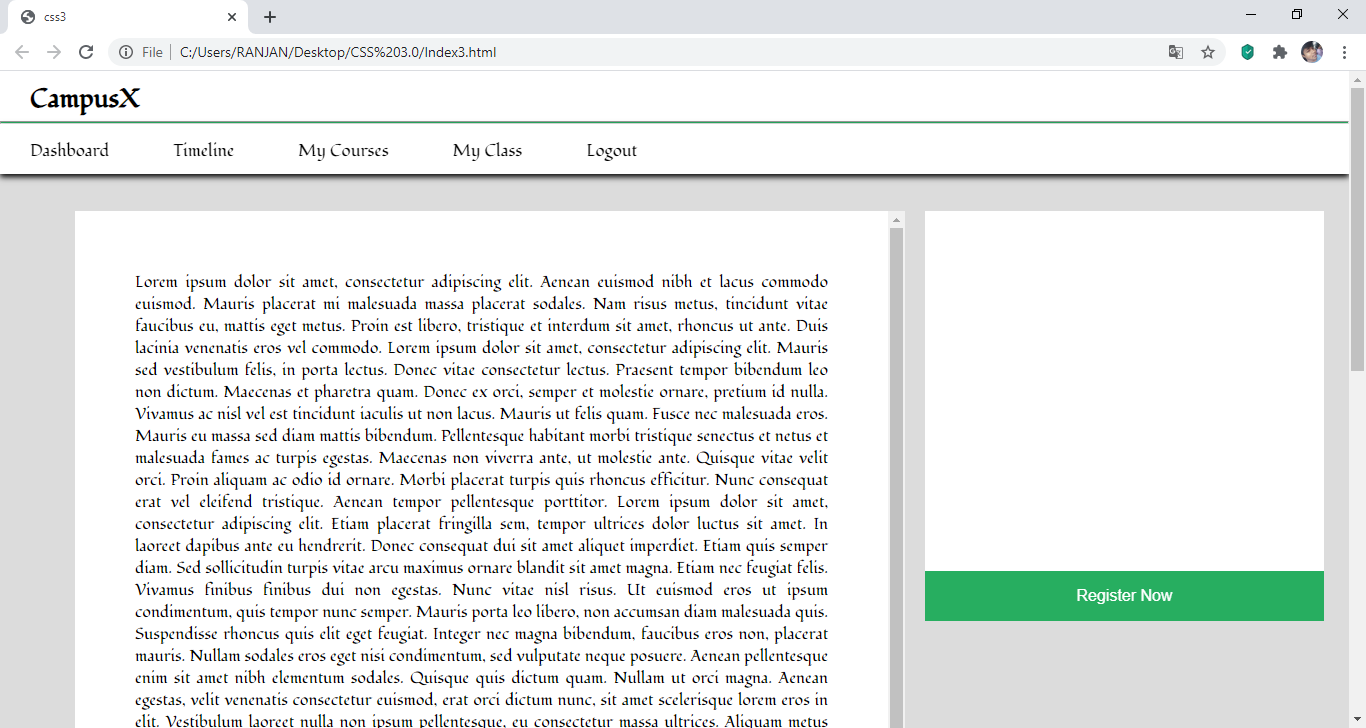 css3
File
C:/Users/RANJAN/Desktop/CSS%203.0/Index3.html
CampusX
Dashboard Timeline My Courses My Class Logout
Lorem ipsum dolor sit amet, consectetur adipiscing elit. Aenean euismod nibh et lacus commodo
euismod. Mauris placerat mi malesuada massa placerat sodales. Nam risus metus, tincidunt vitae
faucibus eu, mattis eget metus. Proin est libero, tristique et interdum sit amet, rhoncus ut ante. Duis
lacinia venenatis eros vel commodo. Lorem ipsum dolor sit amet, consectetur adipiscing elit. Mauris
sed vestibulum felis, in porta lectus. Donec vitae consectetur lectus. Praesent tempor bibendum leo
non dictum. Maecenas et pharetra quam. Donec ex orci, semper et molestie ornare, pretium id nulla.
Vivamus ac nisl vel est tincidunt iaculis ut non lacus. Mauris ut felis quam. Fusce nec malesuada eros.
Mauris eu massa sed diam mattis bibendum. Pellentesque habitant morbi tristique senectus et netus et
malesuada fames ac turpis egestas. Maecenas non viverra ante, ut molestie ante. Quisque vitae velit
orci. Proin aliquam ac odio id ornare. Morbi placerat turpis quis rhoncus efficitur. Nunc consequat
erat vel eleifend tristique. Aenean tempor pellentesque porttitor. Lorem ipsum dolor sit amet,
consectetur adipiscing elit. Etiam placerat fringilla sem, tempor ultrices dolor luctus sit amet. In
laoreet dapibus ante eu hendrerit. Donec consequat dui sit amet aliquet imperdiet. Etiam quis semper
diam. Sed sollicitudin turpis vitae arcu maximus ornare blandit sit amet magna. Etiam nec feugiat felis.
Vivamus finibus finibus dui non egestas. Nunc vitae nisl risus. Ut euismod eros ut ipsum
condimentum, quis tempor nunc semper. Mauris porta leo libero, non accumsan diam malesuada quis.
Suspendisse rhoncus quis elit eget feugiat. Integer nec magna bibendum, faucibus eros non, placerat
mauris. Nullam sodales eros eget nisi condimentum, sed vulputate neque posuere. Aenean pellentesque
enim sit amet nibh elementum sodales. Quisque quis dictum quam. Nullam ut orci magna. Aenean
egestas, velit venenatis consectetur euismod, erat orci dictum nunc, sit amet scelerisque lorem eros in
elit. Vestibulum laoreet nulla non ipsum pellentesque, eu consectetur massa ultrices. Aliquam metus
Register Now